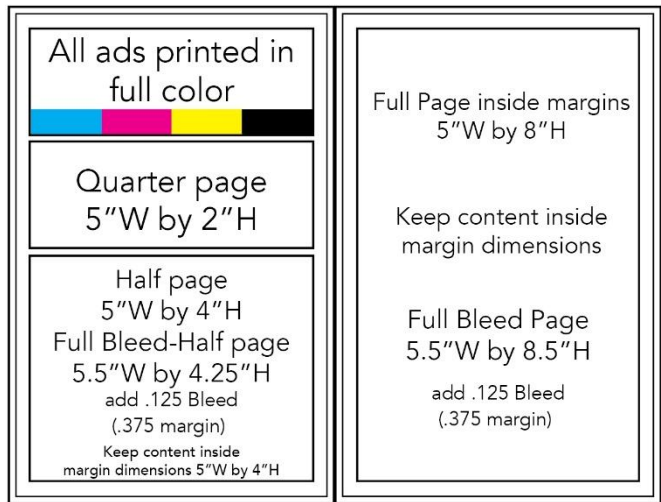 All ads printed in
full color
Quarter page
5"W by 2"H
Half page
5"W by 4"H
Full Bleed-Half page
5.5"W by 4.25"H
add .125 Bleed
(.375 margin)
Keep content inside
margin dimensions 5"W by 4"H
Full Page inside margins
5"W by 8"H
Keep content inside
margin dimensions
Full Bleed Page
5.5"W by 8.5"H
add .125 Bleed
(.375 margin)